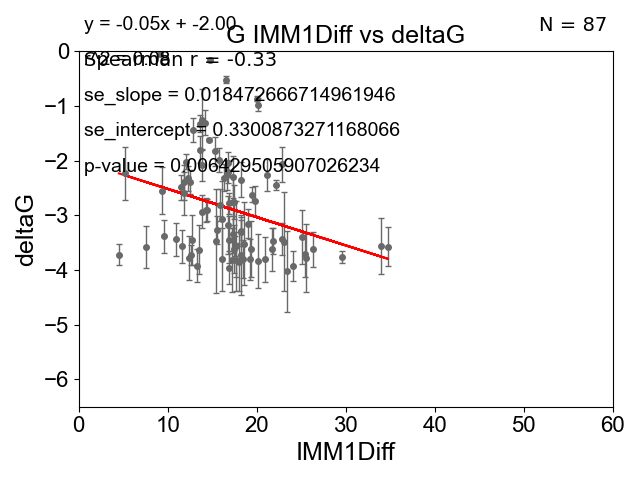 y = -0.05x + -2.00
N = 87
G IMM1Diff vs deltaG
Spearman r = -0.33
se_slope = 0.018472666714961946
se_intercept = 0.3300873271168066
p-value = 0.006429505907026234
0
−1
−2
−3
−4
−5
−6
deltaG
0 10 20 30 40 50 60
IMM1Diff